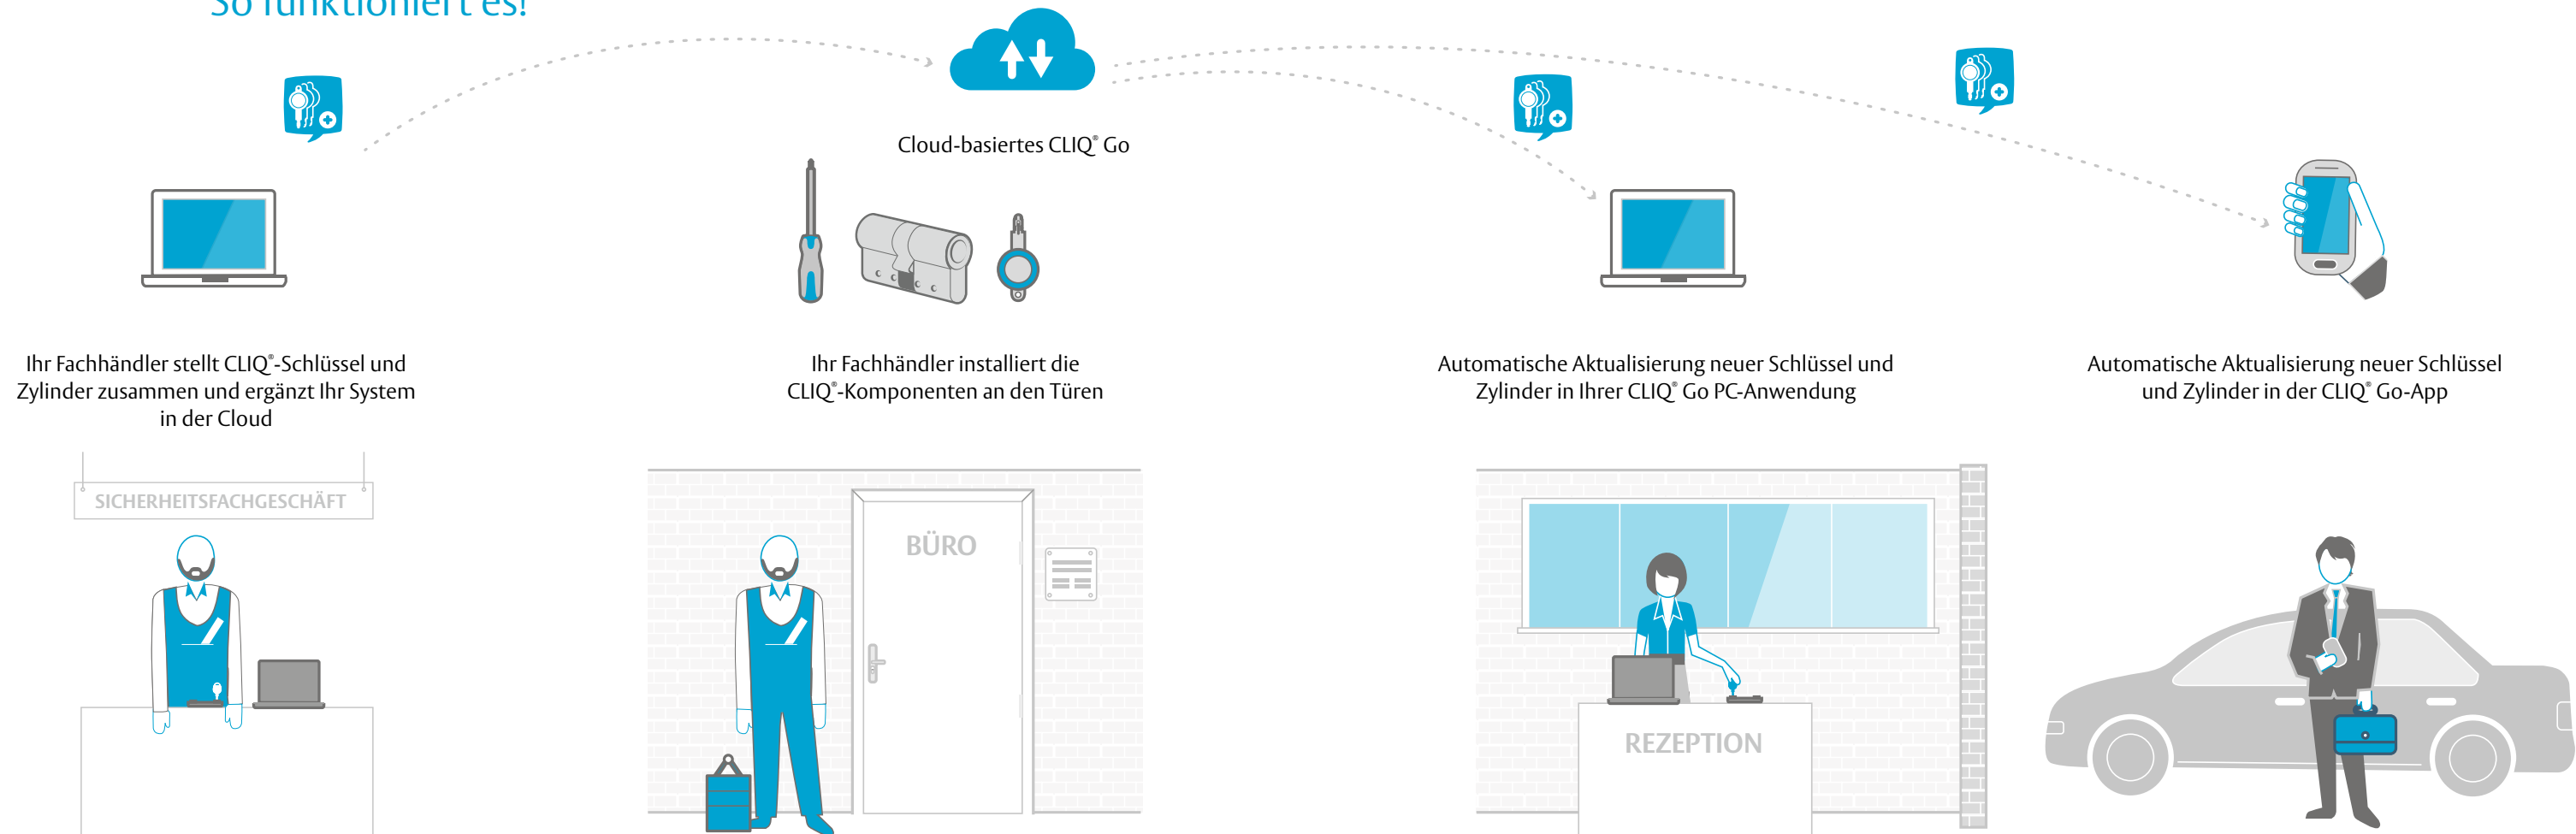 So funktioniert es!
Cloud-basiertes CLIQ® Go
Ihr Fachhändler stellt CLIQ®-Schlüssel und
Zylinder zusammen und ergänzt Ihr System
in der Cloud
Ihr Fachhändler installiert die
CLIQ®-Komponenten an den Türen
Automatische Aktualisierung neuer Schlüssel und
Zylinder in Ihrer CLIQ® Go PC-Anwendung
Automatische Aktualisierung neuer Schlüssel
und Zylinder in der CLIQ® Go-App
SICHERHEITSFACHGESCHÄFT
BÜRO
REZEPTION